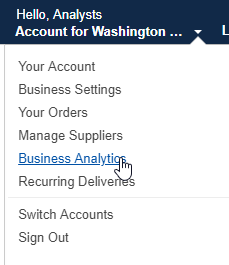 Hello, Analysts
Account for Washington ...
L
Your Account
Business Settings
Your Orders
Manage Suppliers
Business Analytics
Recurring Deliveries
Switch Accounts
Sign Out